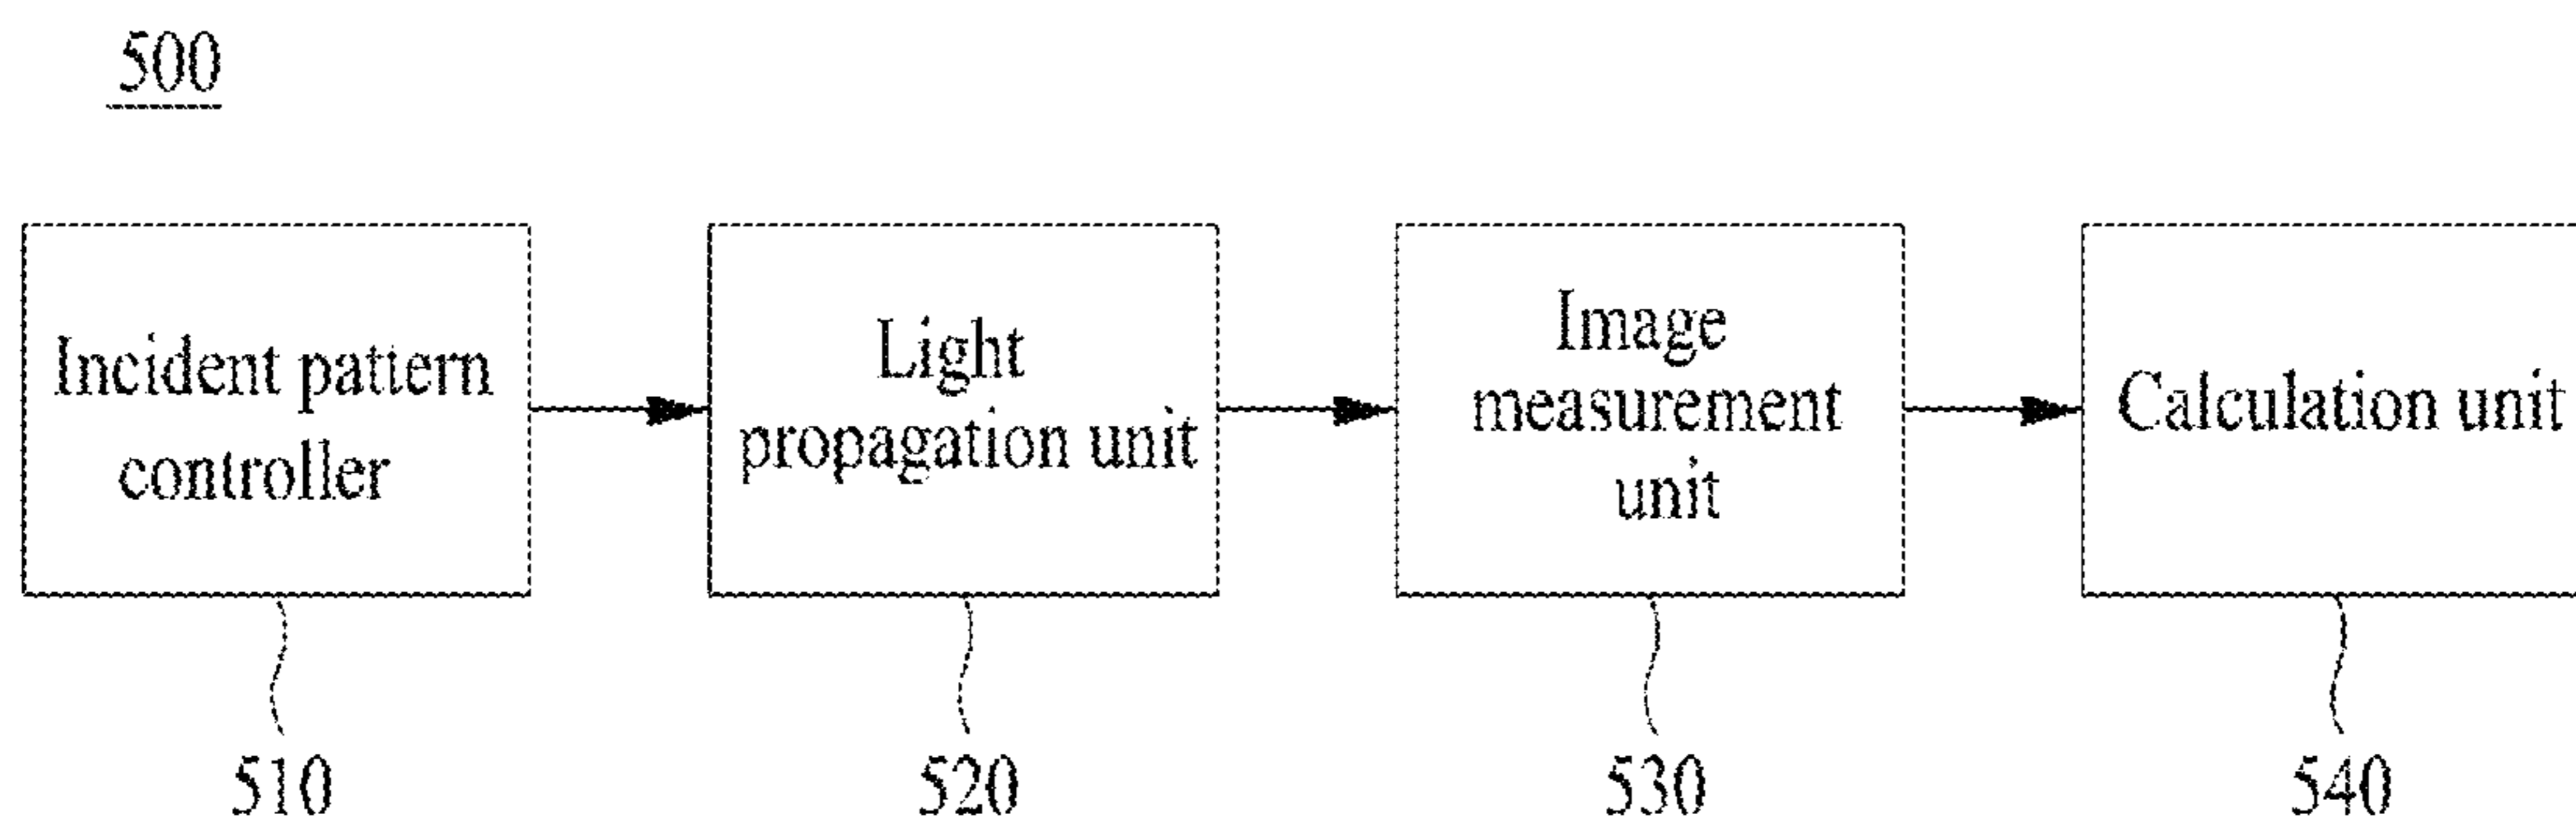 500
Incident pattern
controller
Light
propagation unit
Image
measurement
unit
Calculation unit
510
520
530
540